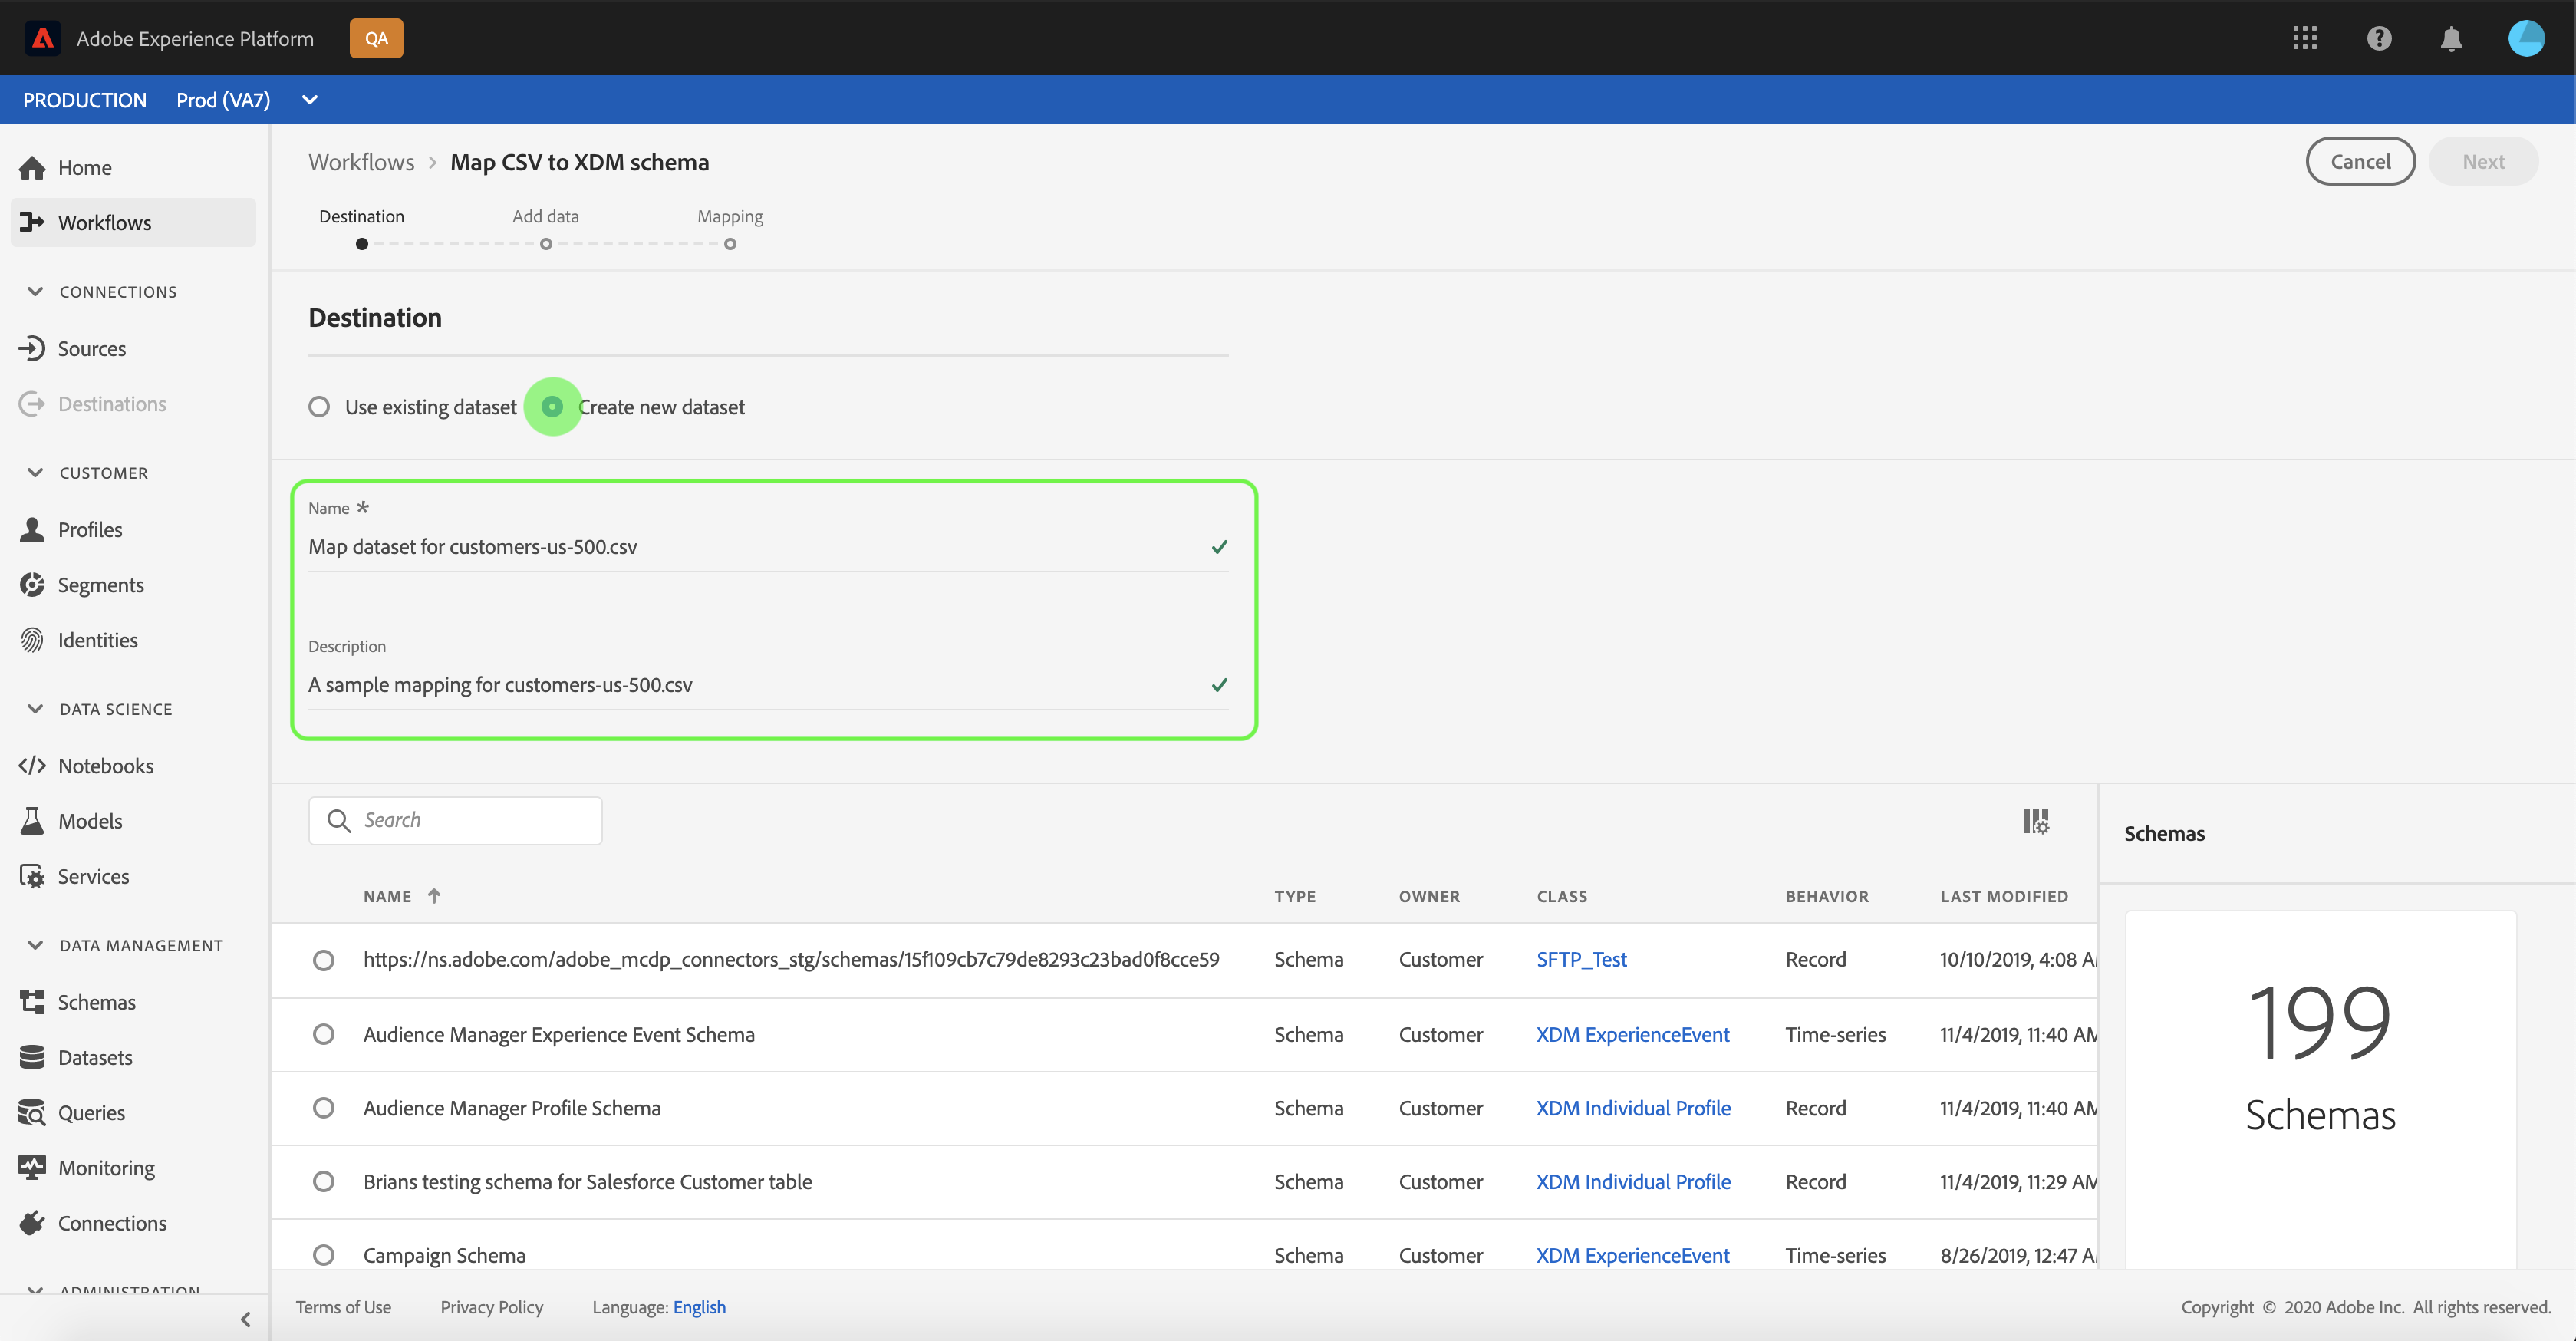 Adobe Experience Platform QA
PRODUCTION Prod (VA7)
Home
Workflows
CONNECTIONS
Sources
Destinations
CUSTOMER
Profiles
Segments
Identities
DATA SCIENCE
Notebooks
Models
Services
DATA MANAGEMENT
Schemas
Datasets
Queries
Monitoring
Connections
ADMINISTRATION
Workflows > Map CSV to XDM schema
Cancel Next
Destination Add data Mapping
Destination
Use existing dataset Create new dataset
Name *
Map dataset for customers-us-500.csv
Description
A sample mapping for customers-us-500.csv
Search
NAME TYPE OWNER CLASS BEHAVIOR LAST MODIFIED
https://ns.adobe.com/adobe_mcdp_connectors_stg/schemas/15f109cb7c79de8293c23bad0f8cce59 Schema Customer SFTP_Test Record 10/10/2019, 4:08 AM
Audience Manager Experience Event Schema Schema Customer XDM ExperienceEvent Time-series 11/4/2019, 11:40 AM
Audience Manager Profile Schema Schema Customer XDM Individual Profile Record 11/4/2019, 11:40 AM
Brians testing schema for Salesforce Customer table Schema Customer XDM Individual Profile Record 11/4/2019, 11:29 AM
Campaign Schema Schema Customer XDM ExperienceEvent Time-series 8/26/2019, 12:47 AM
Schemas
199
Schemas
Terms of Use Privacy Policy Language: English
Copyright © 2020 Adobe Inc. All rights reserved.